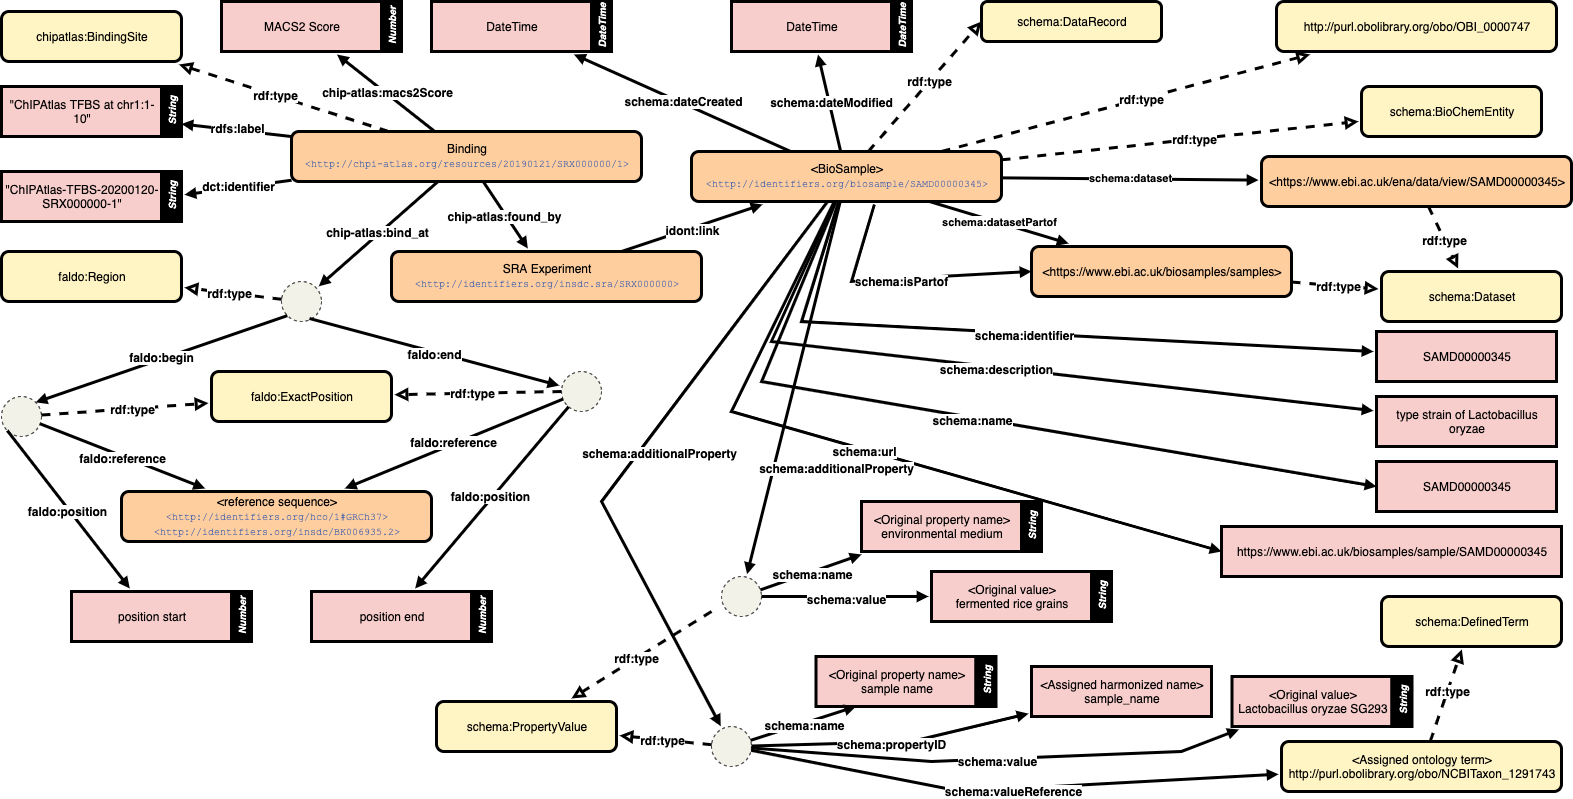 chipatlas:BindingSite
MACS2 Score
Number
DateTime
DateTime
DateTime
DateTime
schema:DataRecord
http://purl.obolibrary.org/obo/OBI_0000747
rdf:type
chip-atlas:macs2Score
schema:dateCreated
schema:dateModified
rdf:type
rdf:type
schema:BioChemEntity
rdf:type
"ChIPAtlas TFBS at chr1:1-
10"
String
rdfs:label
Binding
<http://chpi-atlas.org/resources/20190121/SRX000000/1>
<BioSample>
<http://identifiers.org/biosample/SAMD00000345>
schema:dataset
<https://www.ebi.ac.uk/ena/data/view/SAMD00000345>
"ChIPAtlas-TFBS-20200120-
SRX000000-1"
String
dct:identifier
chip-atlas:bind_at
chip-atlas:found_by
idont:link
schema:datasetPartof
rdf:type
faldo:Region
rdf:type
SRA Experiment
<http://identifiers.org/insdc.sra/SRX000000>
schema:isPartof
<https://www.ebi.ac.uk/biosamples/samples>
rdf:type
schema:Dataset
faldo:begin
faldo:end
schema:identifier
SAMD00000345
schema:description
type strain of Lactobacillus
oryzae
rdf:type
faldo:ExactPosition
rdf:type
schema:name
SAMD00000345
faldo:reference
faldo:reference
schema:additionalProperty
schema:url
schema:additionalProperty
faldo:position
<reference sequence>
<http://identifiers.org/hco/1#GRCh37>
<http://identifiers.org/insdc/BK006935.2>
faldo:position
<Original property name>
environmental medium
String
https://www.ebi.ac.uk/biosamples/sample/SAMD00000345
schema:name
schema:value
<Original value>
fermented rice grains
String
position start
Number
position end
Number
schema:DefinedTerm
rdf:type
<Original property name>
sample name
String
<Assigned harmonized name>
sample_name
<Original value>
Lactobacillus oryzae SG293
String
rdf:type
schema:PropertyValue
rdf:type
schema:name
schema:propertyID
schema:value
schema:valueReference
<Assigned ontology term>
http://purl.obolibrary.org/obo/NCBITaxon_1291743